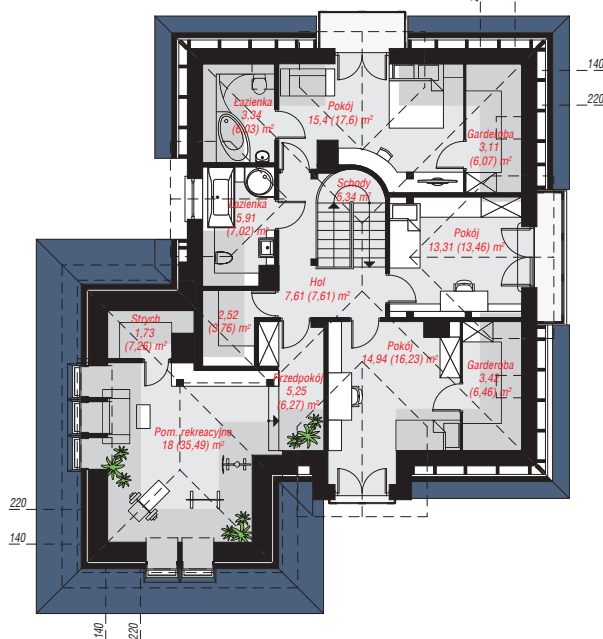 140
220
Łazienka
3,34
(6,03) m²
Pokój
15,4 (17,6) m²
Garderoba
3,11
(6,07) m²
Łazienka
5,91
(7,02) m²
Schody
5,34 m²
Pokój
13,31 (13,46) m²
Hol
7,61 (7,61) m²
2,52
(3,76) m²
Strych
1,73
(7,26) m²
Pokój
14,94 (16,23) m²
Garderoba
3,42
(6,46) m²
Przedpokój
5,25
(6,27) m²
Pom. rekreacyjne
18 (35,49) m²
220
140
140
220